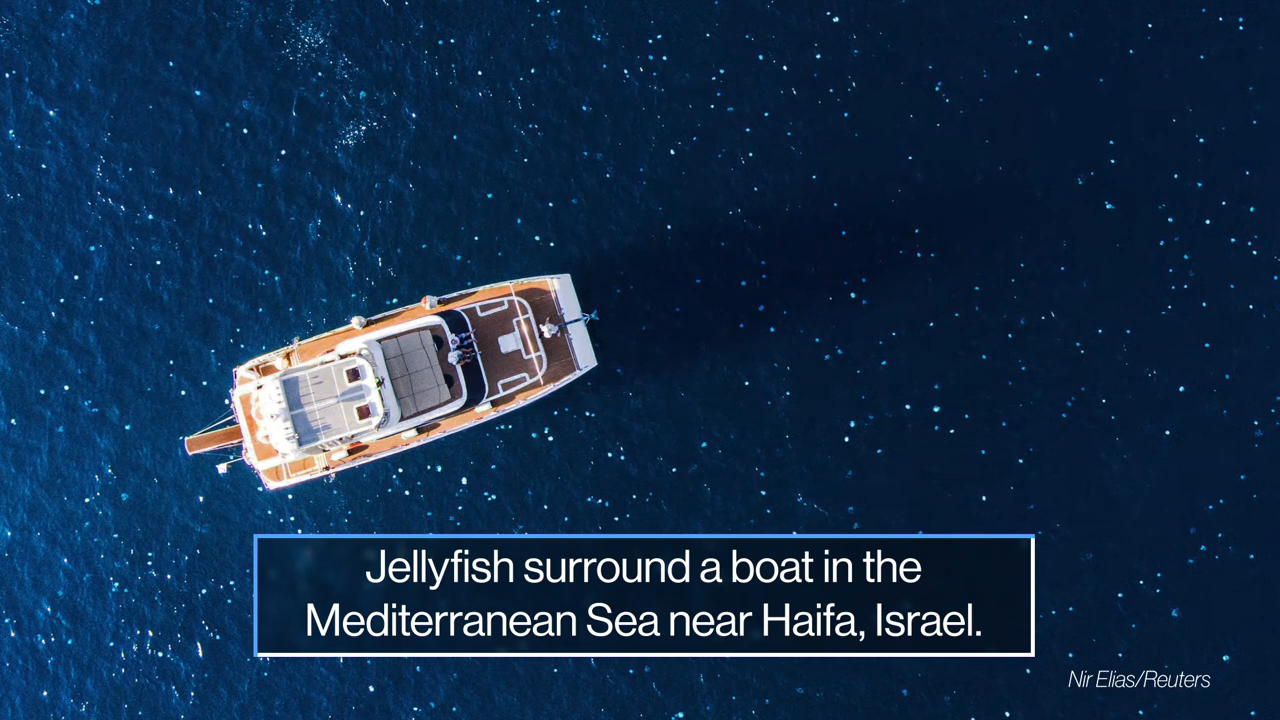 Jellyfish surround a boat in the
Mediterranean Sea near Haifa, Israel.
Nir Elias/Reuters